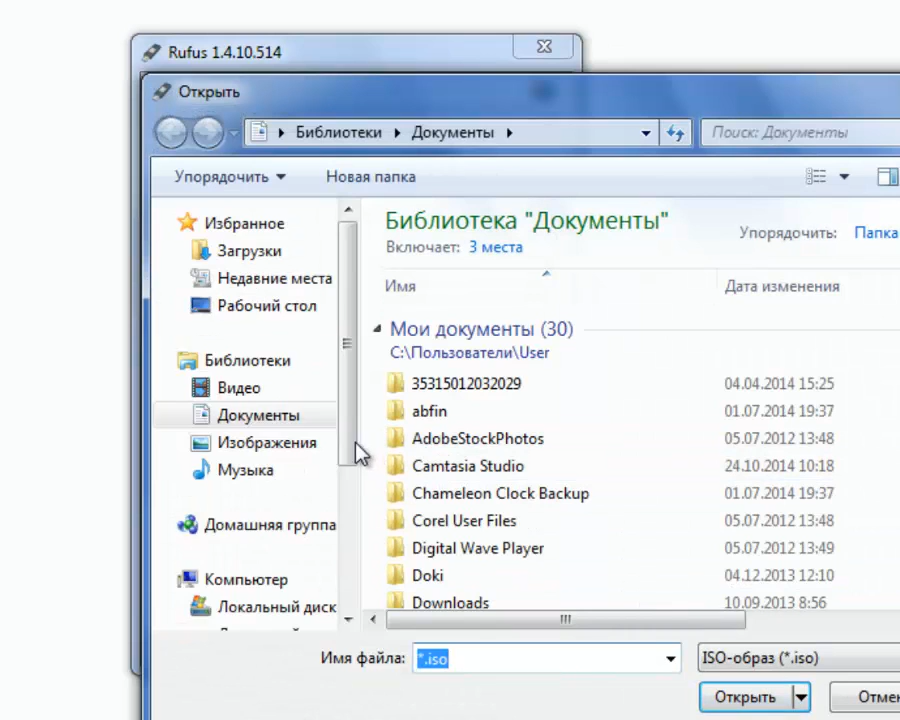 Rufus 1.4.10.514
Открыть
Библиотеки Документы
Поиск: Документы
Упорядочить
Новая папка
Избранное
Загрузки
Недавние места
Рабочий стол
Библиотеки
Видео
Документы
Изображения
Музыка
Домашняя группа
Компьютер
Локальный диск
Библиотека "Документы"
Включает: 3 места
Упорядочить: Папка
Имя Дата изменения
Мои документы (30)
C:\Пользователи\User
35315012032029 04.04.2014 15:25
abfin 01.07.2014 19:37
AdobeStockPhotos 05.07.2012 13:48
Camtasia Studio 24.10.2014 10:18
Chameleon Clock Backup 01.07.2014 19:37
Corel User Files 05.07.2012 13:48
Digital Wave Player 05.07.2012 13:49
Doki 04.12.2013 12:10
Downloads 10.09.2013 8:56
Имя файла: *.iso
ISO-образ (*.iso)
Открыть
Отмен